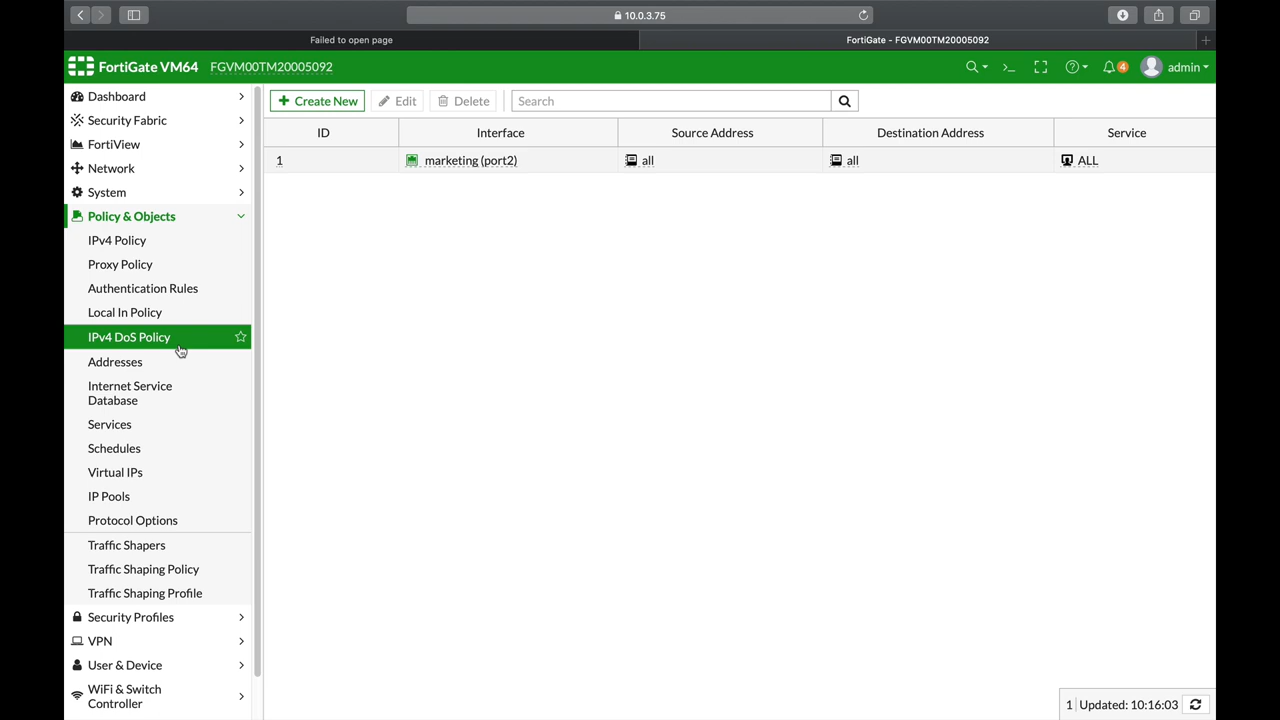 10.0.3.75
Failed to open page
FortiGate - FGVM00TM20005092
FortiGate VM64 FGVM00TM20005092
4
admin
Dashboard
Security Fabric
FortiView
Network
System
Policy & Objects
IPv4 Policy
Proxy Policy
Authentication Rules
Local In Policy
IPv4 DoS Policy
Addresses
Internet Service
Database
Services
Schedules
Virtual IPs
IP Pools
Protocol Options
Traffic Shapers
Traffic Shaping Policy
Traffic Shaping Profile
Security Profiles
VPN
User & Device
WiFi & Switch
Controller
+ Create New Edit Delete Search
ID Interface Source Address Destination Address Service
1 marketing (port2) all all ALL
1 Updated: 10:16:03